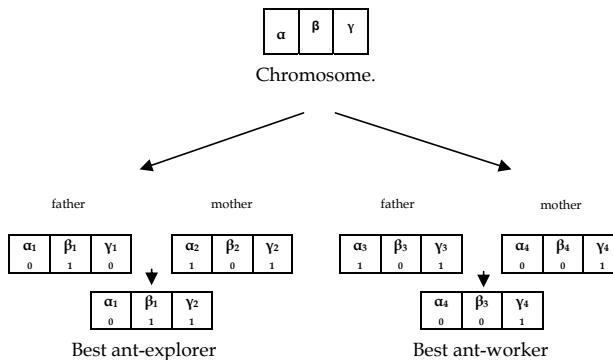 α β γ
Chromosome.
father mother father mother
α1 β1 γ1 α2 β2 γ2 α3 β3 γ3 α4 β4 γ4
0 1 0 1 0 1 1 0 1 0 0 1
α1 β1 γ2 α4 β3 γ4
0 1 1 0 0 1
Best ant-explorer Best ant-worker